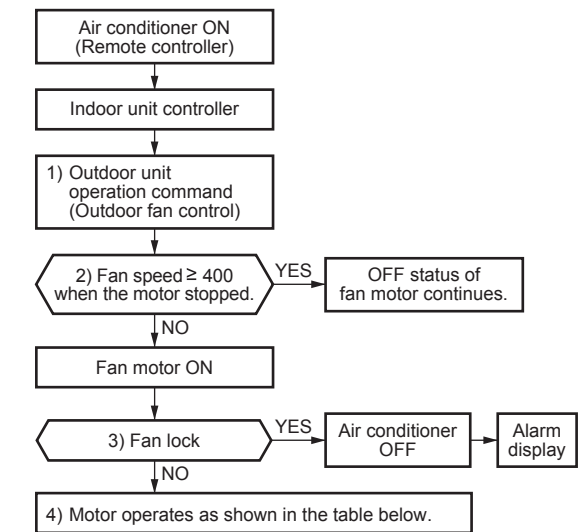 Air conditioner ON
(Remote controller)
Indoor unit controller
1) Outdoor unit
operation command
(Outdoor fan control)
2) Fan speed ≥ 400
when the motor stopped.
YES
OFF status of
fan motor continues.
NO
Fan motor ON
3) Fan lock
YES
Air conditioner
OFF
Alarm
display
NO
4) Motor operates as shown in the table below.